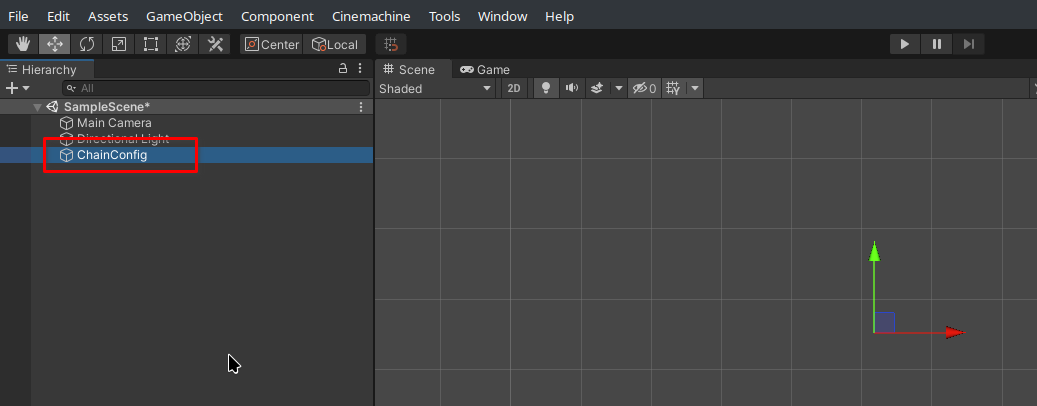 File Edit Assets GameObject Component Cinemachine Tools Window Help
Center Local
Hierarchy
Scene Game
All
Shaded 2D 0
SampleScene*
Main Camera
Directional Light
ChainConfig